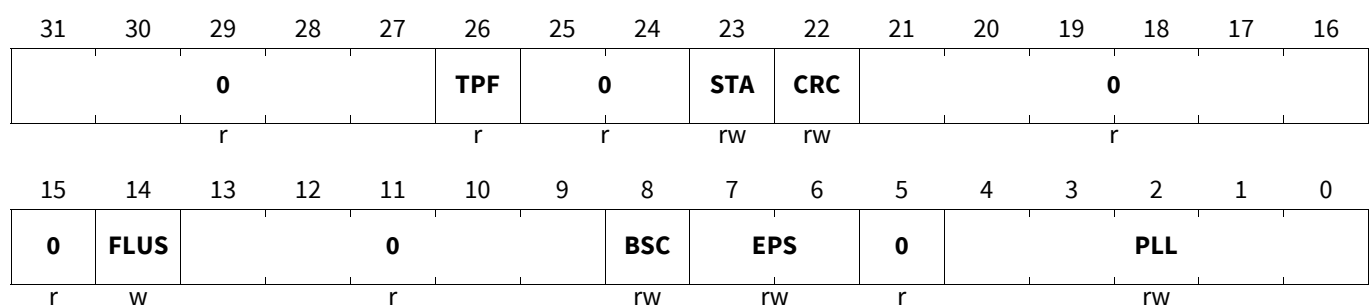 31 30 29 28 27 26 25 24 23 22 21 20 19 18 17 16
0 TPF 0 STA CRC 0
r r r rw rw r
15 14 13 12 11 10 9 8 7 6 5 4 3 2 1 0
0 FLUS 0 BSC EPS 0 PLL
r w r rw rw r rw